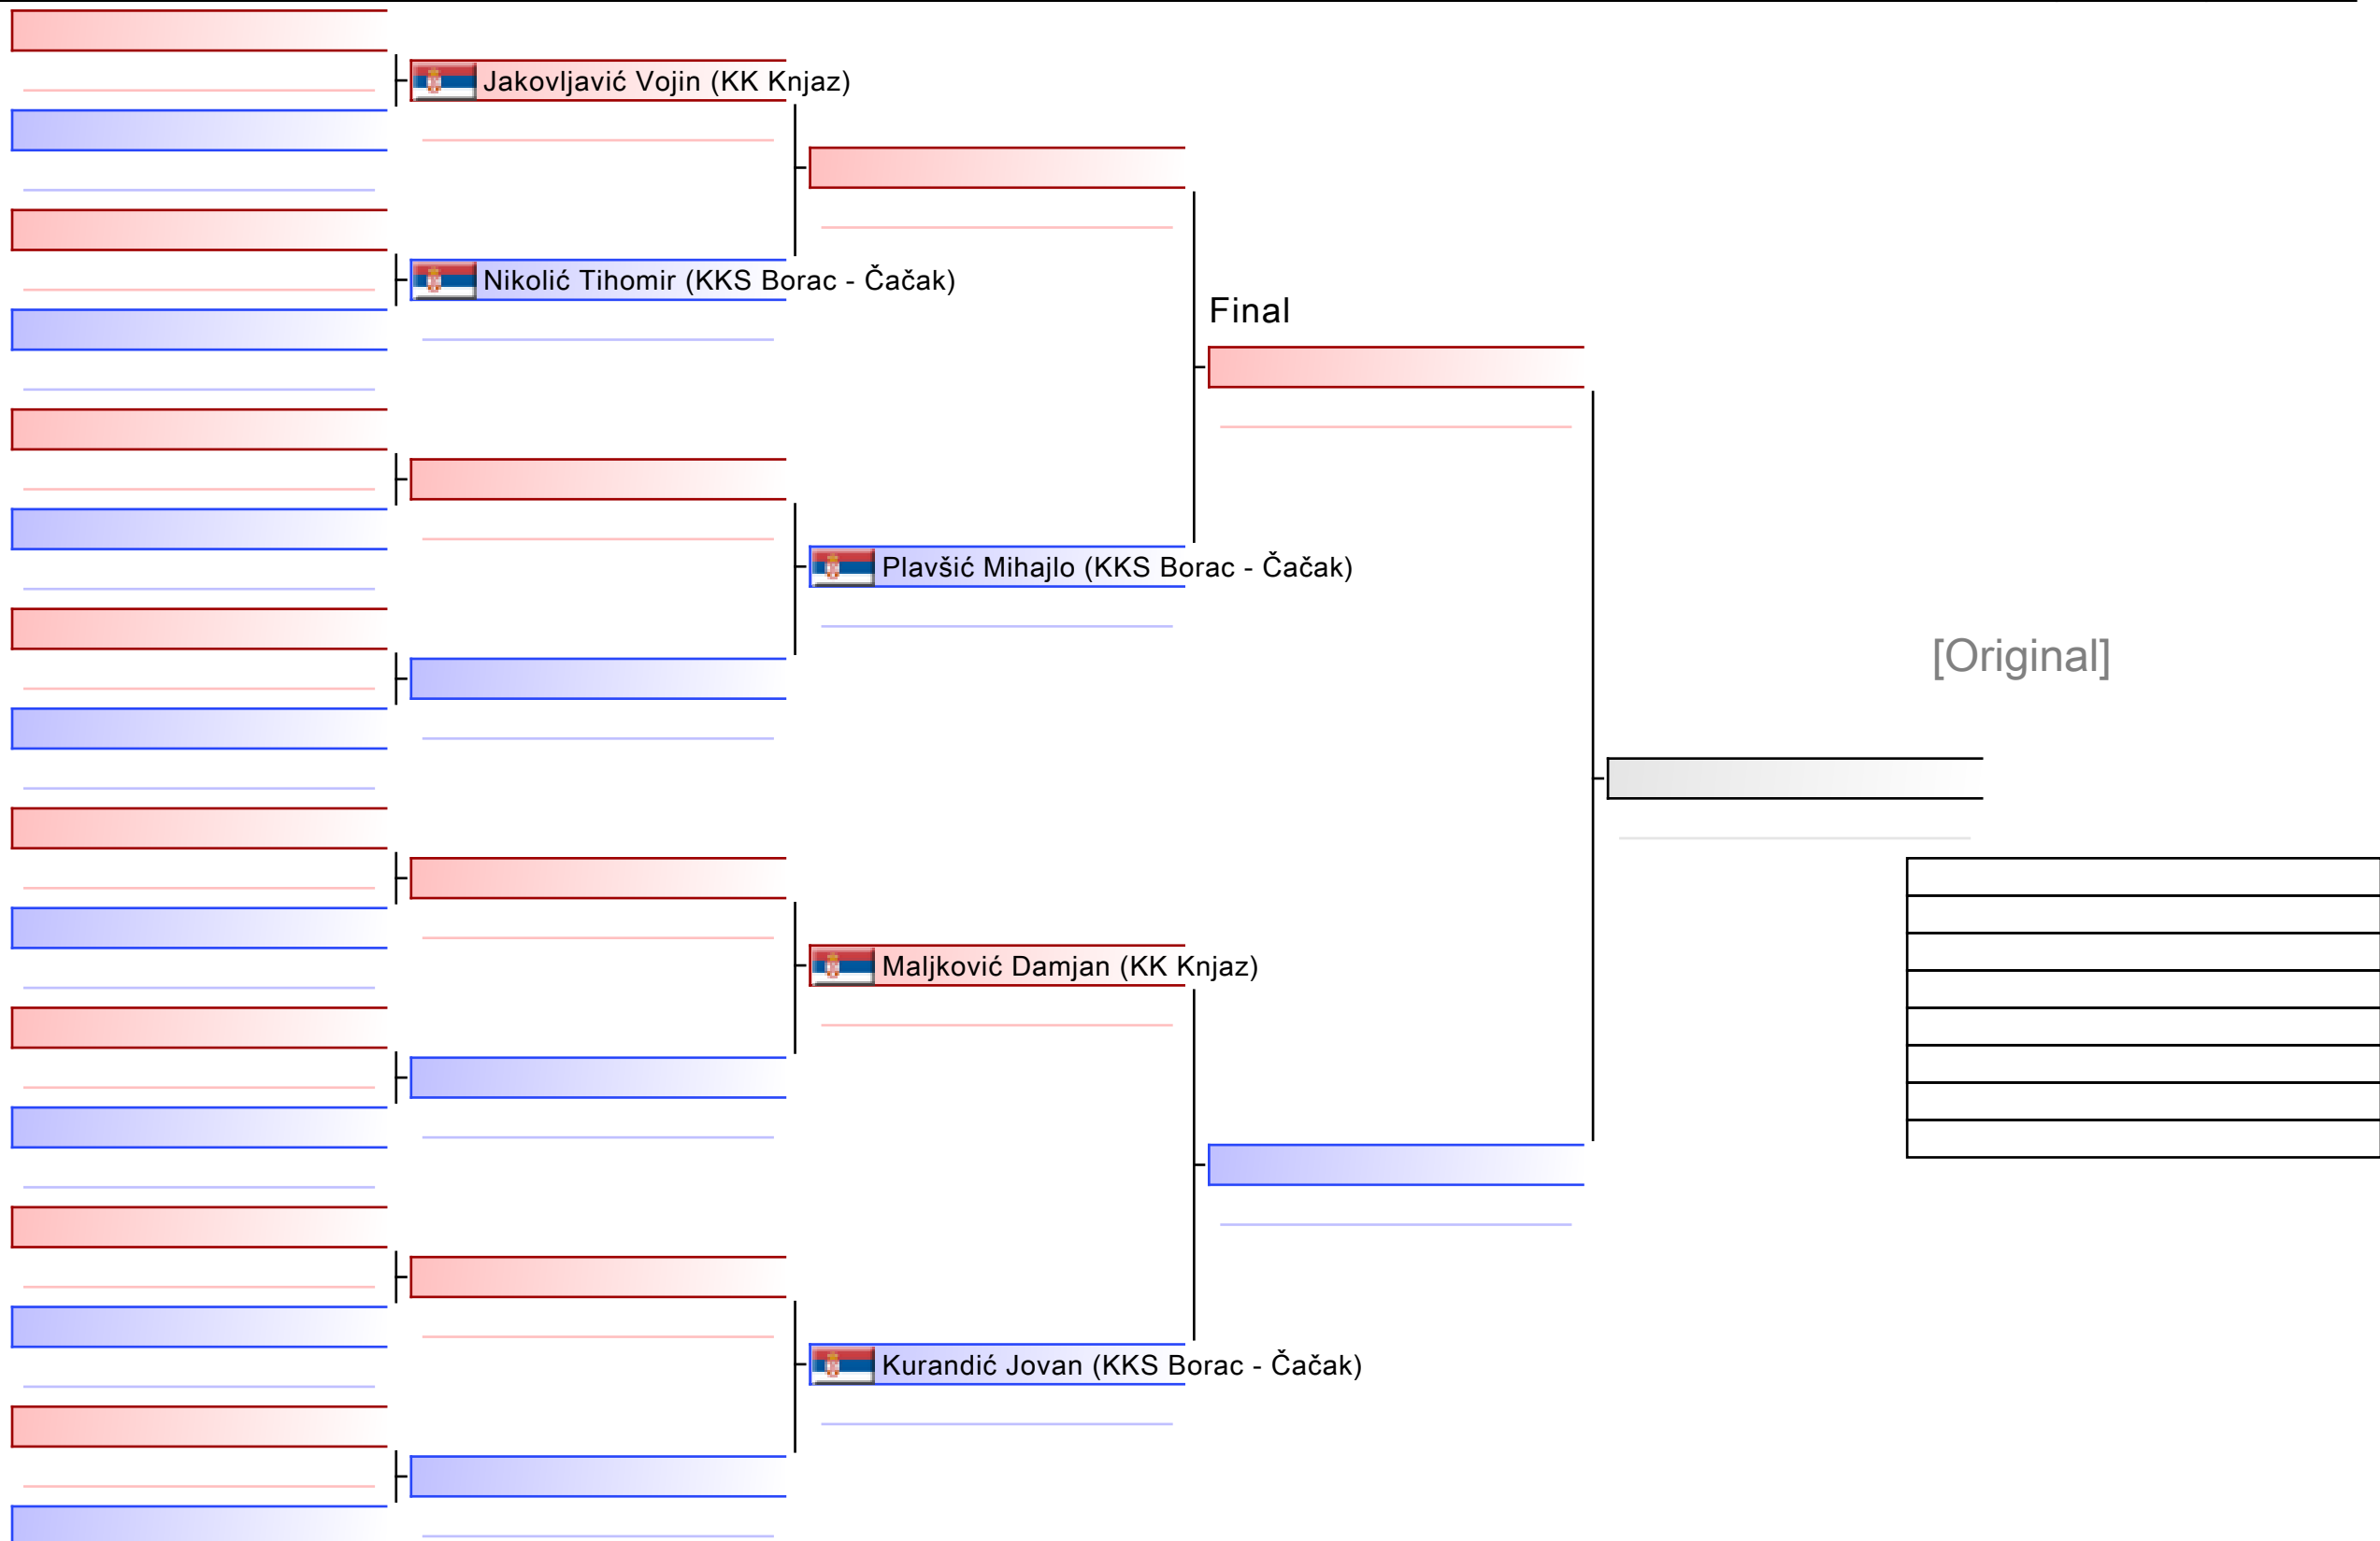 Jakovljavić Vojin (KK Knjaz)
Nikolić Tihomir (KKS Borac - Čačak)
Final
Plavšić Mihajlo (KKS Borac - Čačak)
[Original]
Maljković Damjan (KK Knjaz)
Kurandić Jovan (KKS Borac - Čačak)